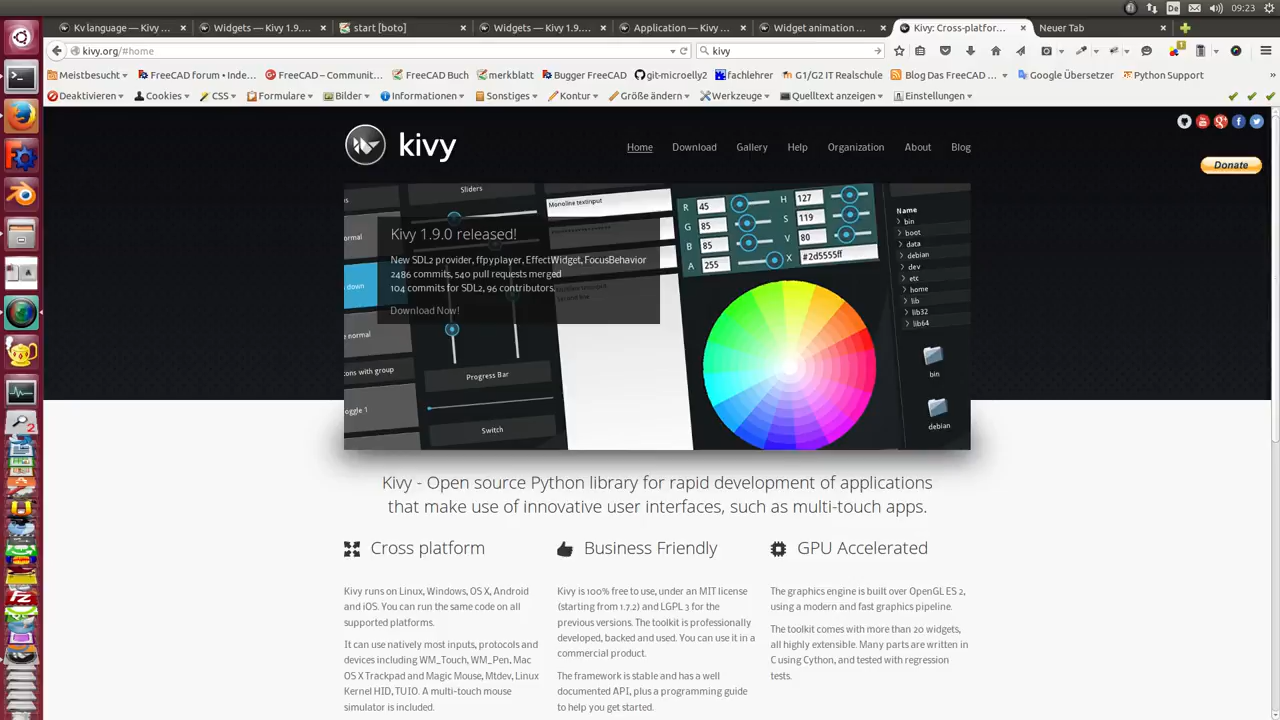 De
09:23
Kv language — Kivy ...
Widgets — Kivy 1.9....
start [boto]
Widgets — Kivy 1.9....
Application — Kivy ...
Widget animation ...
Kivy: Cross-platfor...
Neuer Tab
kivy.org/#home
kivy
Meistbesucht
FreeCAD forum • Inde...
FreeCAD – Communit...
FreeCAD Buch
merkblatt
Bugger FreeCAD
git-microelly2
fachlehrer
G1/G2 IT Realschule
Blog Das FreeCAD ...
Google Übersetzer
Python Support
Deaktivieren
Cookies
CSS
Formulare
Bilder
Informationen
Sonstiges
Kontur
Größe ändern
Werkzeuge
Quelltext anzeigen
Einstellungen
kivy
Home
Download
Gallery
Help
Organization
About
Blog
Donate
Sliders
Monoline textinput
R 45
G 85
B 85
A 255
H 127
S 119
V 80
X #2d5555ff
Name
bin
boot
data
debian
dev
etc
home
lib
lib32
lib64
bin
debian
Kivy 1.9.0 released!
New SDL2 provider, ffpyplayer, EffectWidget, FocusBehavior
2486 commits, 540 pull requests merged
104 commits for SDL2, 96 contributors.
Download Now!
Progress Bar
Switch
Kivy - Open source Python library for rapid development of applications
that make use of innovative user interfaces, such as multi-touch apps.
Cross platform
Kivy runs on Linux, Windows, OS X, Android
and iOS. You can run the same code on all
supported platforms.
It can use natively most inputs, protocols and
devices including WM_Touch, WM_Pen, Mac
OS X Trackpad and Magic Mouse, Mtdev, Linux
Kernel HID, TUIO. A multi-touch mouse
simulator is included.
Business Friendly
Kivy is 100% free to use, under an MIT license
(starting from 1.7.2) and LGPL 3 for the
previous versions. The toolkit is professionally
developed, backed and used. You can use it in a
commercial product.
The framework is stable and has a well
documented API, plus a programming guide
to help you get started.
GPU Accelerated
The graphics engine is built over OpenGL ES 2,
using a modern and fast graphics pipeline.
The toolkit comes with more than 20 widgets,
all highly extensible. Many parts are written in
C using Cython, and tested with regression
tests.